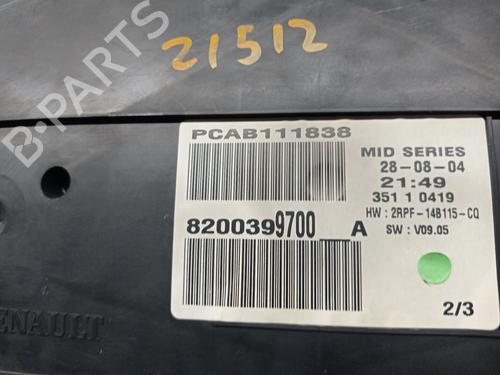 21512
B-PARTS
PCAB111838
MID SERIES
28-08-04
21:49
351 1 0419
HW : 2RPF-14B115-CQ
SW : V09.05
8200399700__A
2/3
RENAULT